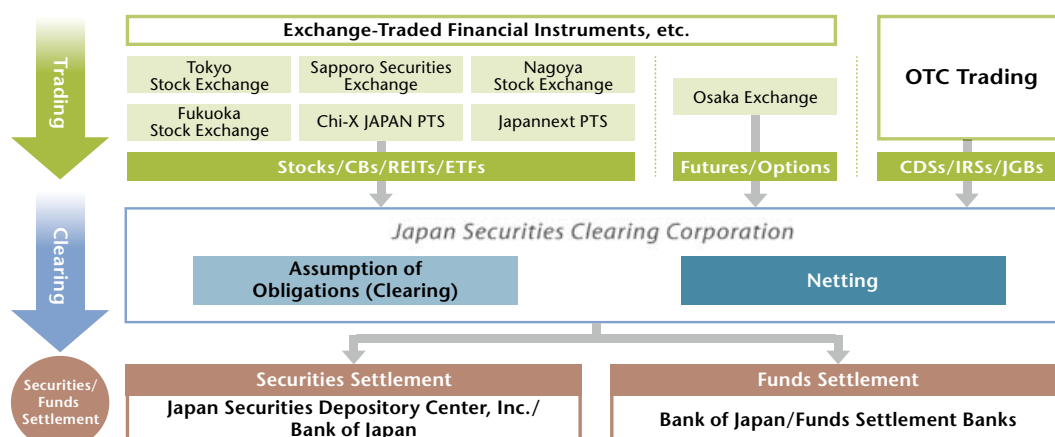 Trading
Exchange-Traded Financial Instruments, etc.
Tokyo
Stock Exchange
Sapporo Securities
Exchange
Nagoya
Stock Exchange
Fukuoka
Stock Exchange
Chi-X JAPAN PTS
Japannext PTS
Osaka Exchange
OTC Trading
Stocks/CBs/REITs/ETFs
Futures/Options
CDSs/IRSs/JGBs
Clearing
Japan Securities Clearing Corporation
Assumption of
Obligations (Clearing)
Netting
Securities/
Funds
Settlement
Securities Settlement
Japan Securities Depository Center, Inc./
Bank of Japan
Funds Settlement
Bank of Japan/Funds Settlement Banks